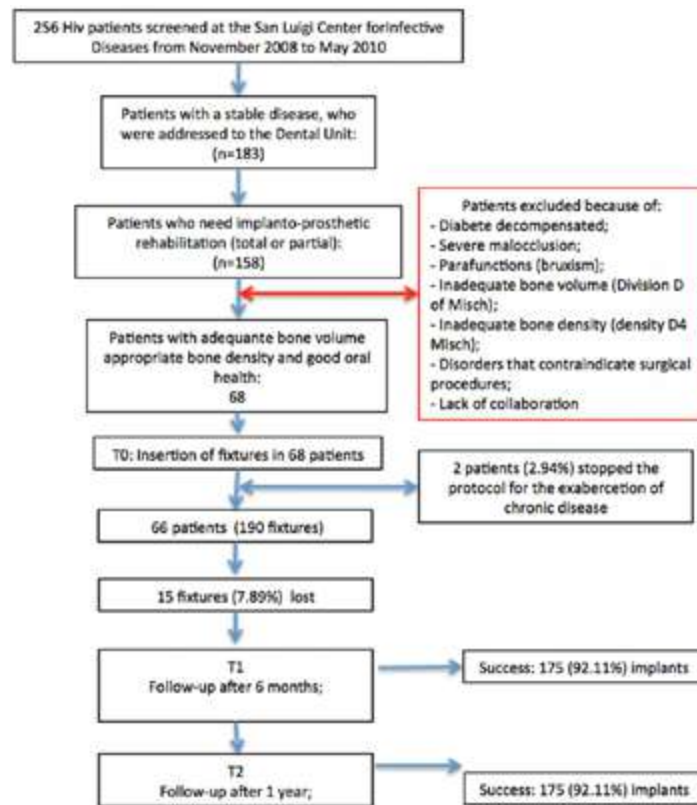 256 Hiv patients screened at the San Luigi Center forInfective
Diseases from November 2008 to May 2010
Patients with a stable disease, who
were addressed to the Dental Unit:
(n=183)
Patients who need implanto-prosthetic
rehabilitation (total or partial):
(n=158)
Patients excluded because of:
- Diabete decompensated;
- Severe malocclusion;
- Parafunctions (bruxism);
- Inadequate bone volume (Division D
of Misch);
- Inadequate bone density (density D4
Misch);
- Disorders that contraindicate surgical
procedures;
- Lack of collaboration
Patients with adequante bone volume
appropriate bone density and good oral
health:
68
T0: Insertion of fixtures in 68 patients
2 patients (2.94%) stopped the
protocol for the exabercetion of
chronic disease
66 patients (190 fixtures)
15 fixtures (7.89%) lost
T1
Follow-up after 6 months;
Success: 175 (92.11%) implants
T2
Follow-up after 1 year;
Success: 175 (92.11%) implants